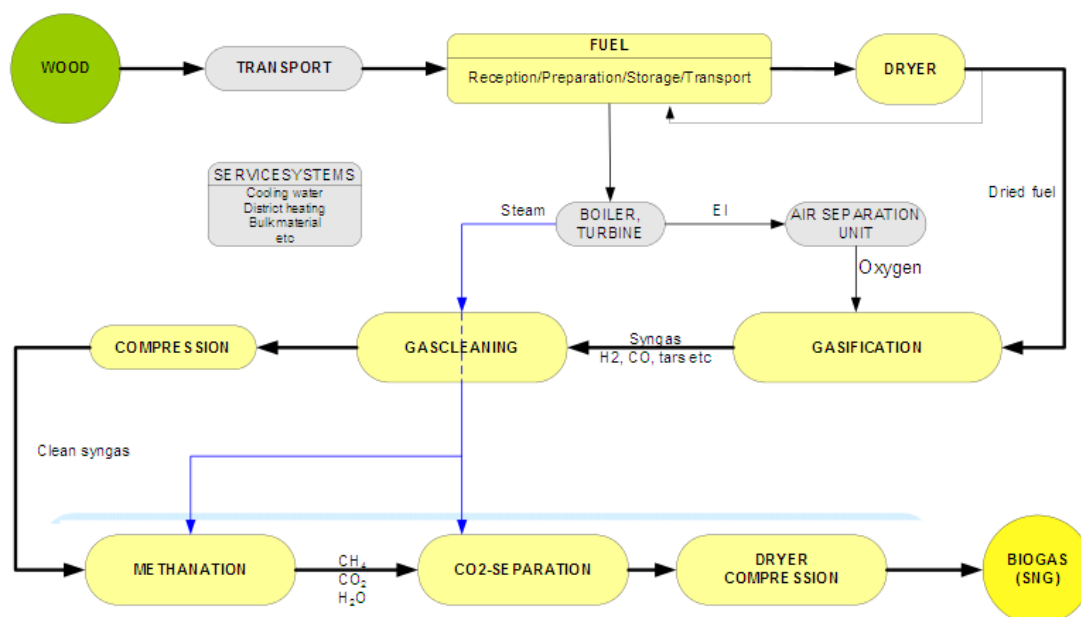 WOOD
TRANSPORT
FUEL
Reception/Preparation/Storage/Transport
DRYER
SERVICESYSTEMS
Cooling water
District heating
Bulk material
etc
Steam
BOILER,
TURBINE
El
AIR SEPARATION
UNIT
Dried fuel
Oxygen
COMPRESSION
GASCLEANING
Syngas
H2, CO, tars etc
GASIFICATION
Clean syngas
METHANATION
CH₄
CO₂
H₂O
CO2-SEPARATION
DRYER
COMPRESSION
BIOGAS
(SNG)